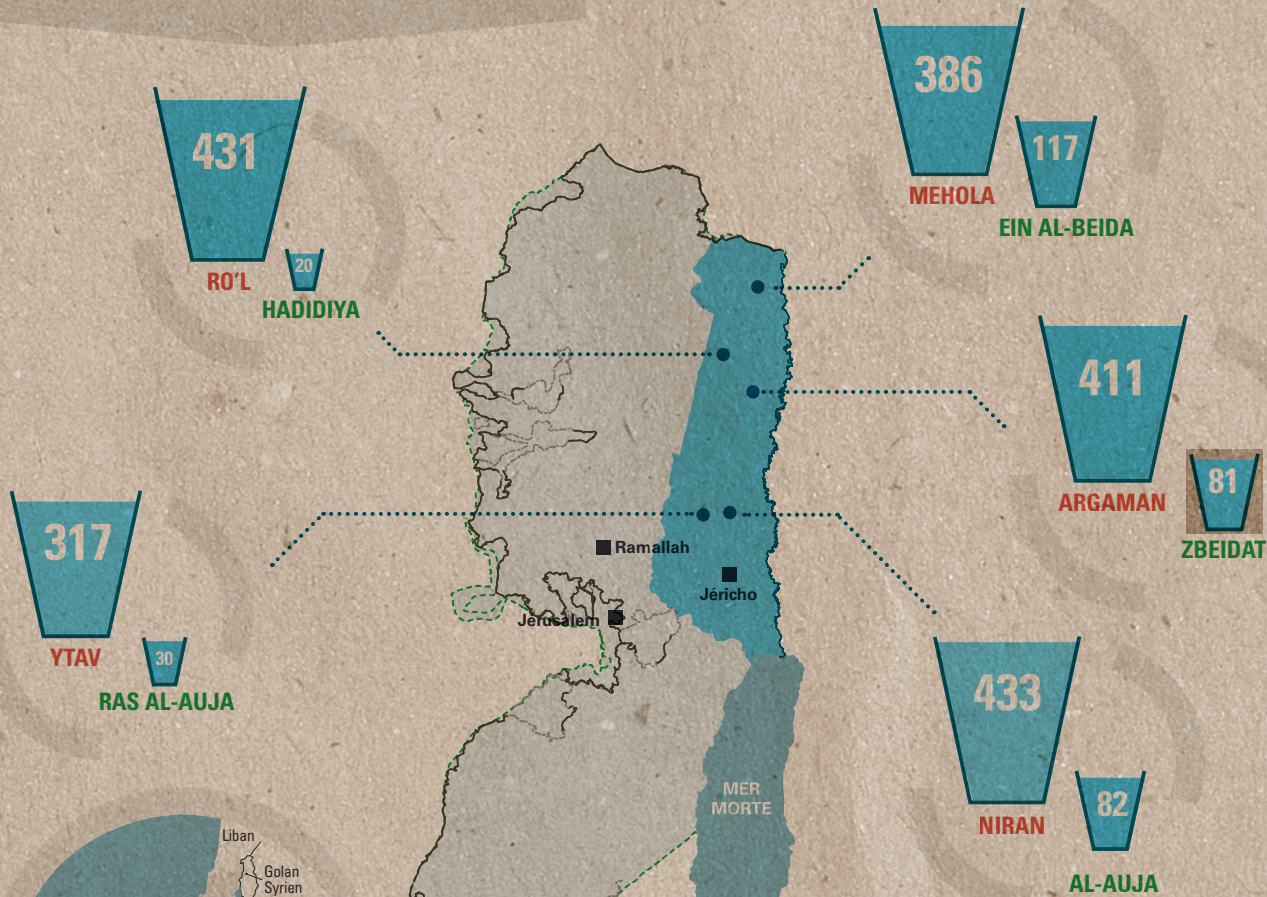 386
117
MEHOLA
EIN AL-BEIDA
431
20
RO'L
HADIDIYA
411
81
ARGAMAN
ZBEIDAT
317
30
YTAV
RAS AL-AUJA
Ramallah
Jéricho
Jérusalem
433
82
NIRAN
AL-AUJA
MER
MORTE
Liban
Golan
Syrien